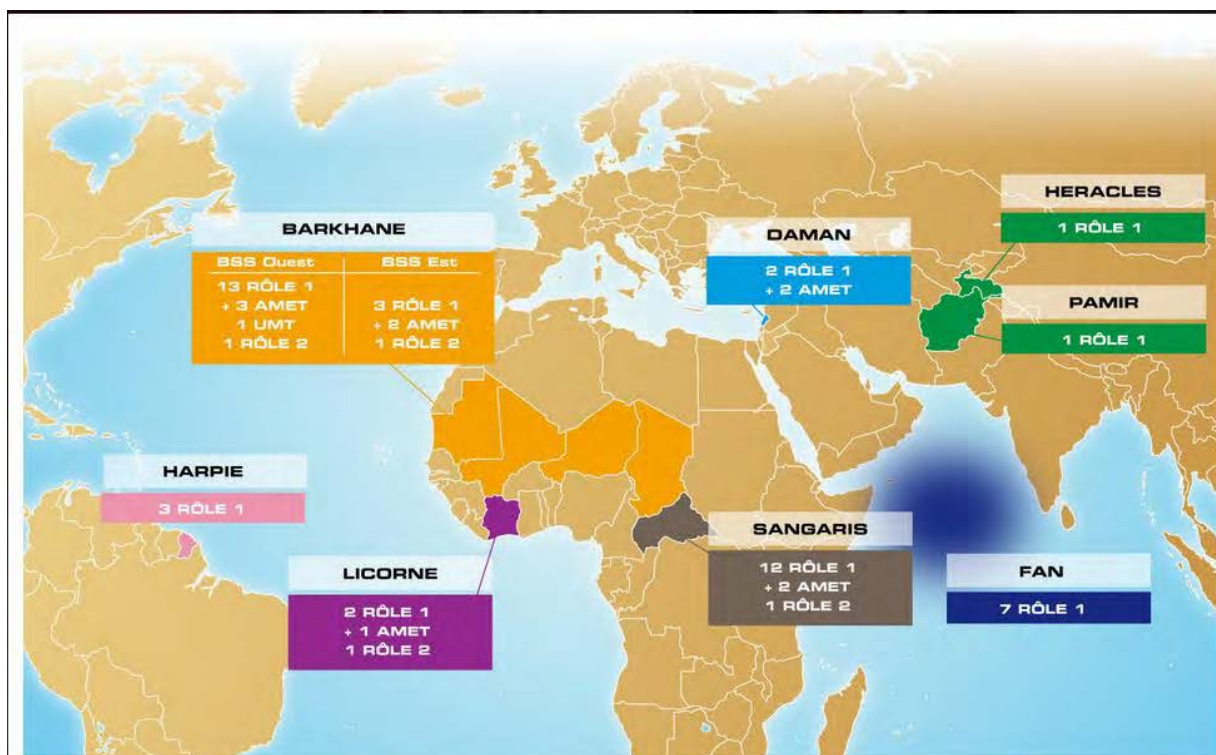 HERACLES
1 RÔLE 1
BARKHANE
BSS Ouest
13 RÔLE 1
+ 3 AMET
1 UMT
1 RÔLE 2
BSS Est
3 RÔLE 1
+ 2 AMET
1 RÔLE 2
DAMAN
2 RÔLE 1
+ 2 AMET
PAMIR
1 RÔLE 1
HARPIE
3 RÔLE 1
LICORNE
2 RÔLE 1
+ 1 AMET
1 RÔLE 2
SANGARIS
12 RÔLE 1
+ 2 AMET
1 RÔLE 2
FAN
7 RÔLE 1